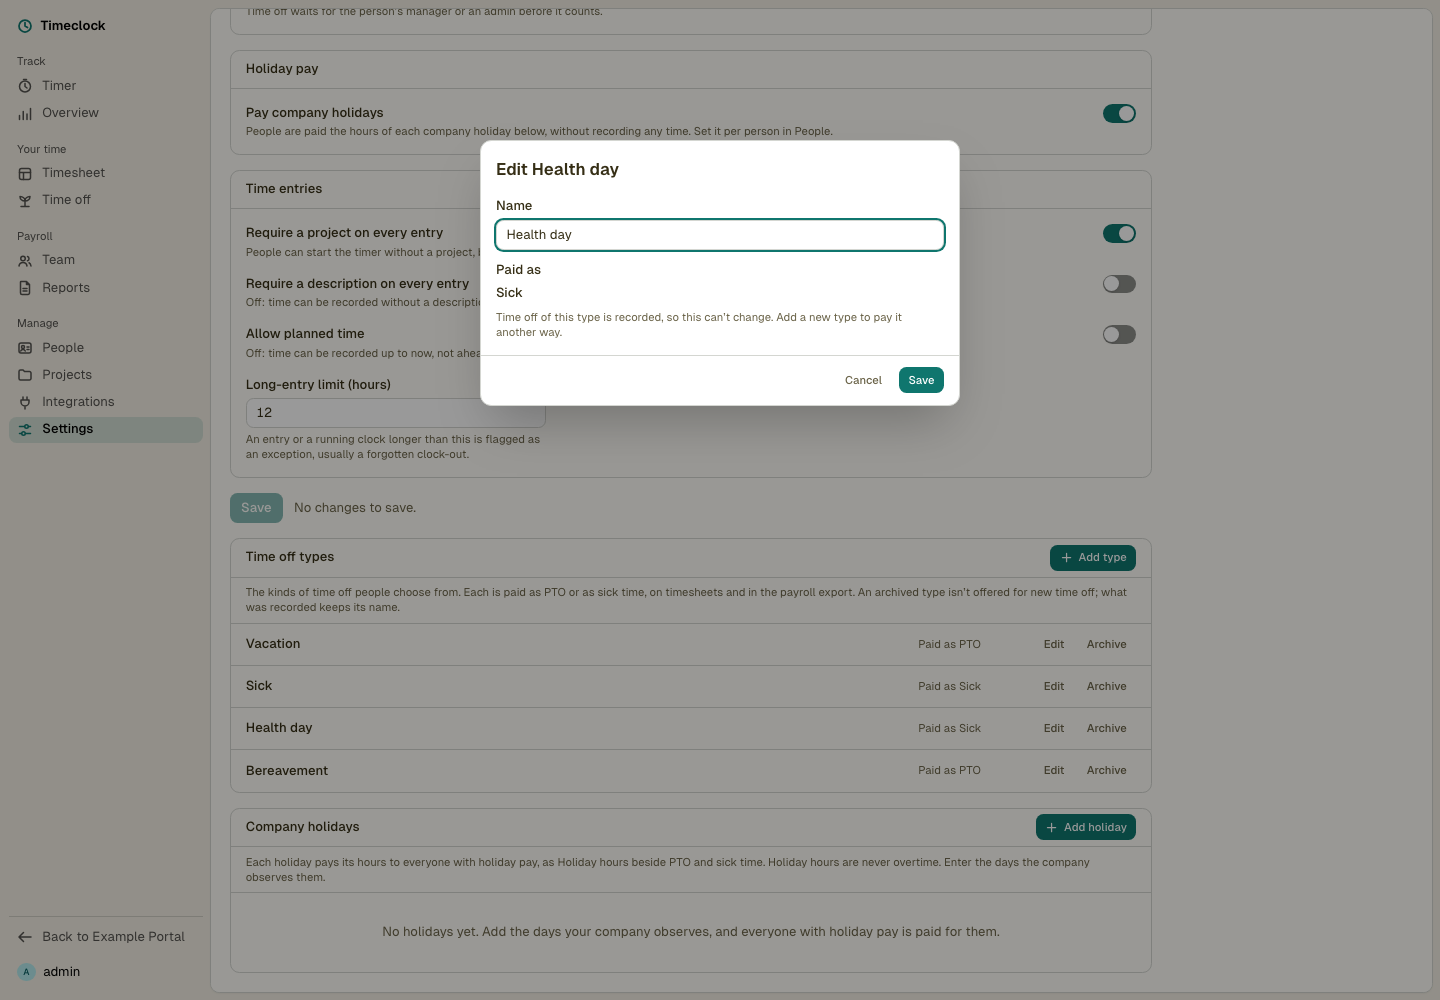 Timeclock
Track
Timer
Overview
Your time
Timesheet
Time off
Payroll
Team
Reports
Manage
People
Projects
Integrations
Settings
Back to Example Portal
A
admin
Time off waits for the person's manager or an admin before it counts.
Holiday pay
Pay company holidays
People are paid the hours of each company holiday below, without recording any time. Set it per person in People.
Time entries
Require a project on every entry
People can start the timer without a project,
Require a description on every entry
Off: time can be recorded without a
Allow planned time
Off: time can be recorded up to now, not
Long-entry limit (hours)
12
An entry or a running clock longer than this is flagged as
an exception, usually a forgotten clock-out.
Save
No changes to save.
Edit Health day
Name
Health day
Paid as
Sick
Time off of this type is recorded, so this can't change. Add a new type to pay it
another way.
Cancel
Save
Time off types
Add type
The kinds of time off people choose from. Each is paid as PTO or as sick time, on timesheets and in the payroll export. An archived type isn't offered for new time off; what
was recorded keeps its name.
Vacation
Paid as PTO
Edit
Archive
Sick
Paid as Sick
Edit
Archive
Health day
Paid as Sick
Edit
Archive
Bereavement
Paid as PTO
Edit
Archive
Company holidays
Add holiday
Each holiday pays its hours to everyone with holiday pay, as Holiday hours beside PTO and sick time. Holiday hours are never overtime. Enter the days the company
observes them.
No holidays yet. Add the days your company observes, and everyone with holiday pay is paid for them.